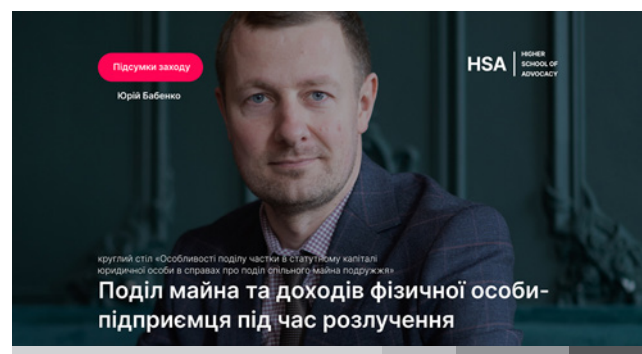 Підсумки заходу
Юрій Бабенко
HSA
HIGHER
SCHOOL OF
ADVOCACY
круглий стіл «Особливості поділу частки в статутному капіталі
юридичної особи в справах про поділ спільного майна подружжя»
Поділ майна та доходів фізичної особи-
підприємця під час розлучення